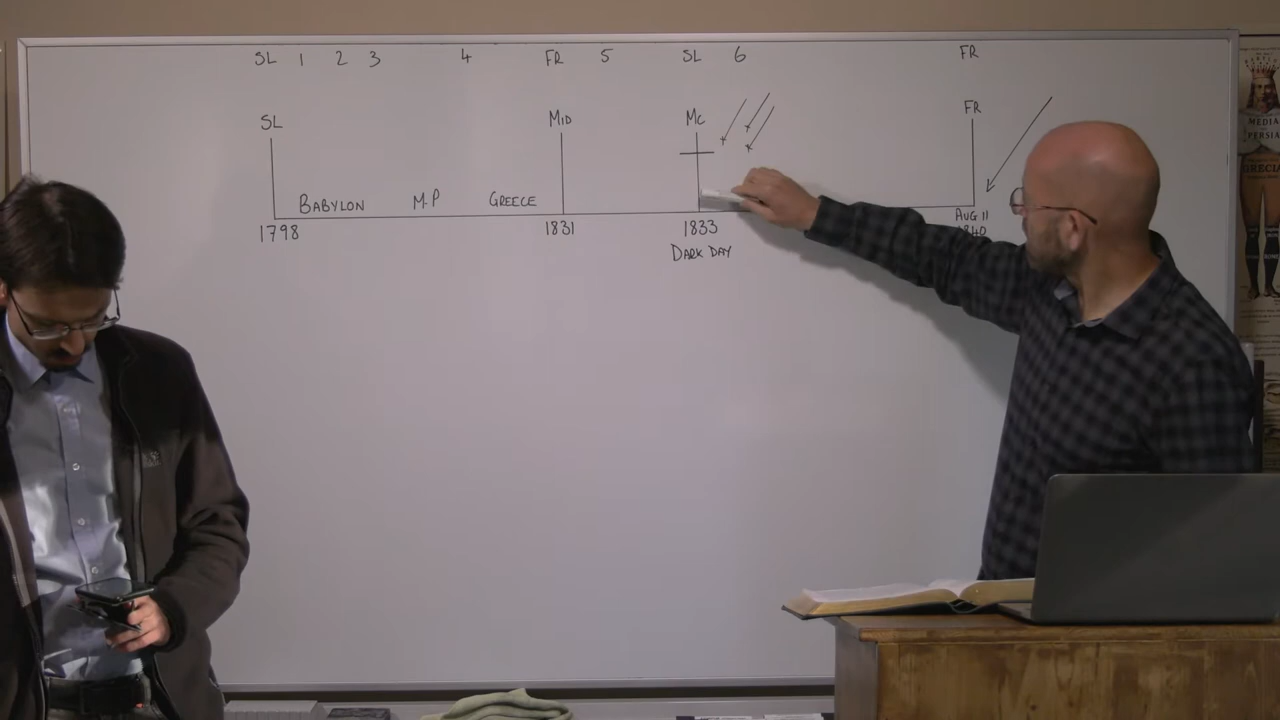 SL 1 2 3 4 FR 5 SL 6 FR
SL MID MC FR
BABYLON M.P GREECE
1798 1831 1833 AUG 11
DARK DAY 1840
MEDIA
PERSIA
GRECIA